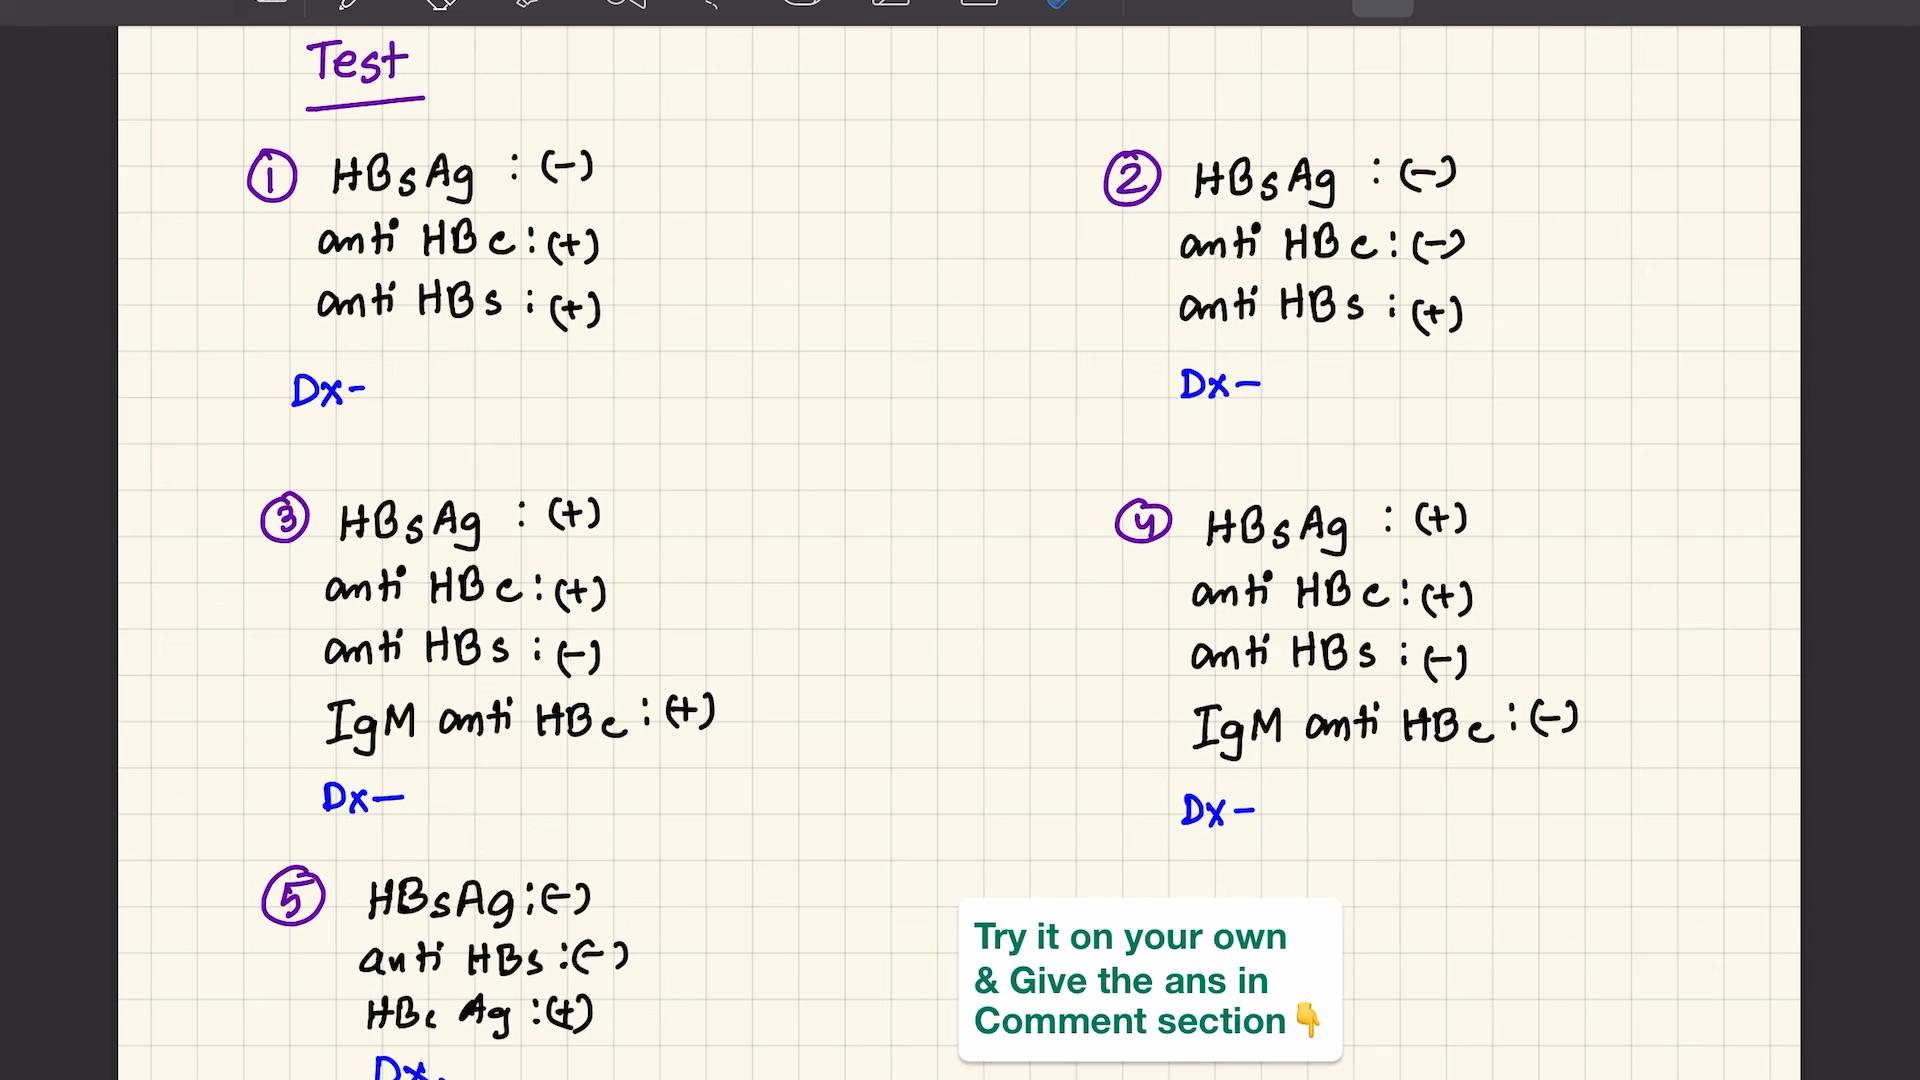 Test
① HBsAg : (-)
anti HBc : (+)
anti HBs : (+)
Dx-
② HBsAg : (-)
anti HBc : (-)
anti HBs : (+)
Dx-
③ HBsAg : (+)
anti HBc : (+)
anti HBs : (-)
IgM anti HBc : (+)
Dx-
④ HBsAg : (+)
anti HBc : (+)
anti HBs : (-)
IgM anti HBc : (-)
Dx-
⑤ HBsAg : (-)
anti HBs : (-)
HBc Ag : (+)
Dx-
Try it on your own
& Give the ans in
Comment section 👇